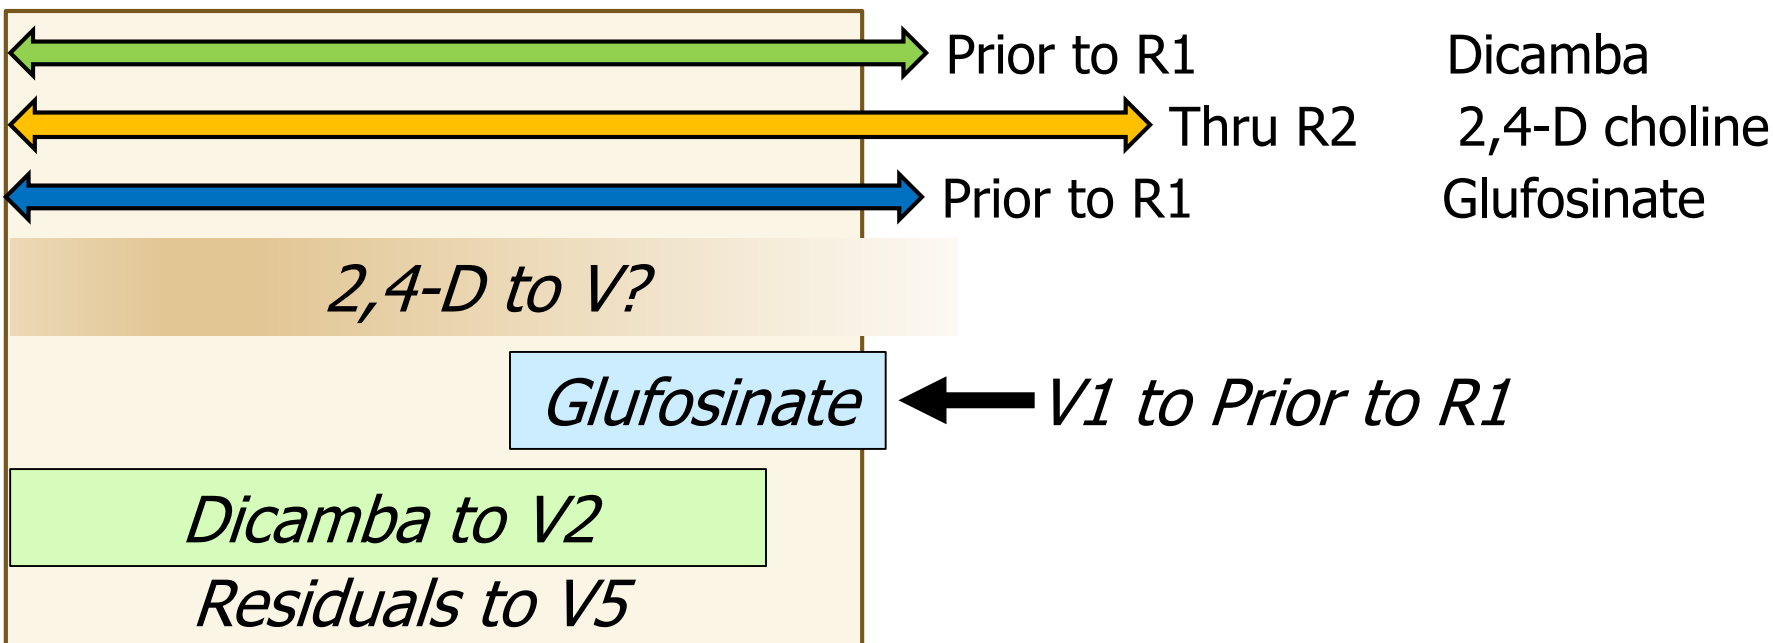 Prior to R1 Dicamba
Thru R2 2,4-D choline
Prior to R1 Glufosinate
2,4-D to V?
Glufosinate V1 to Prior to R1
Dicamba to V2
Residuals to V5